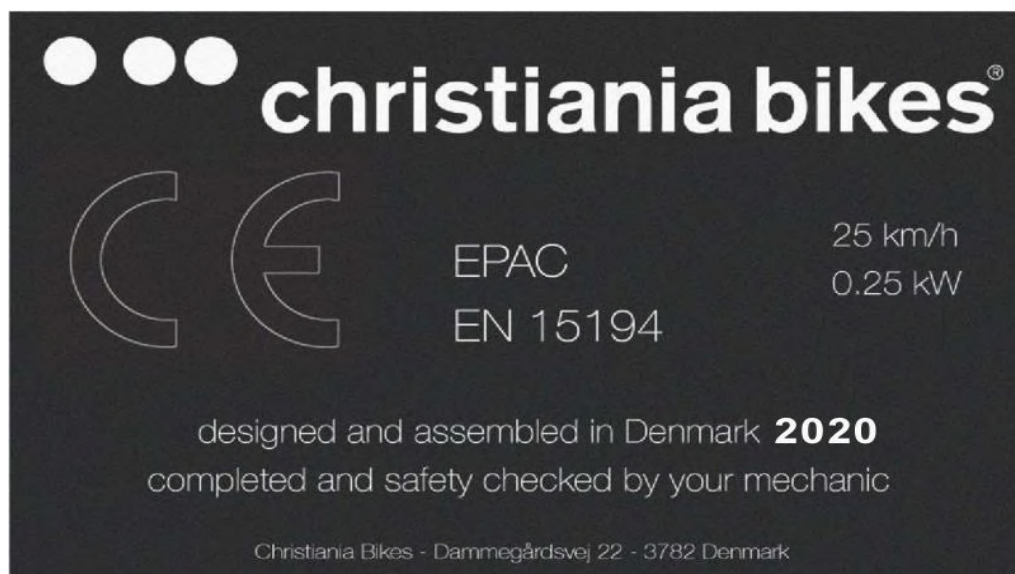 christiania bikes®
CE
EPAC
EN 15194
25 km/h
0.25 kW
designed and assembled in Denmark 2020
completed and safety checked by your mechanic
Christiania Bikes - Dammegårdsvej 22 - 3782 Denmark